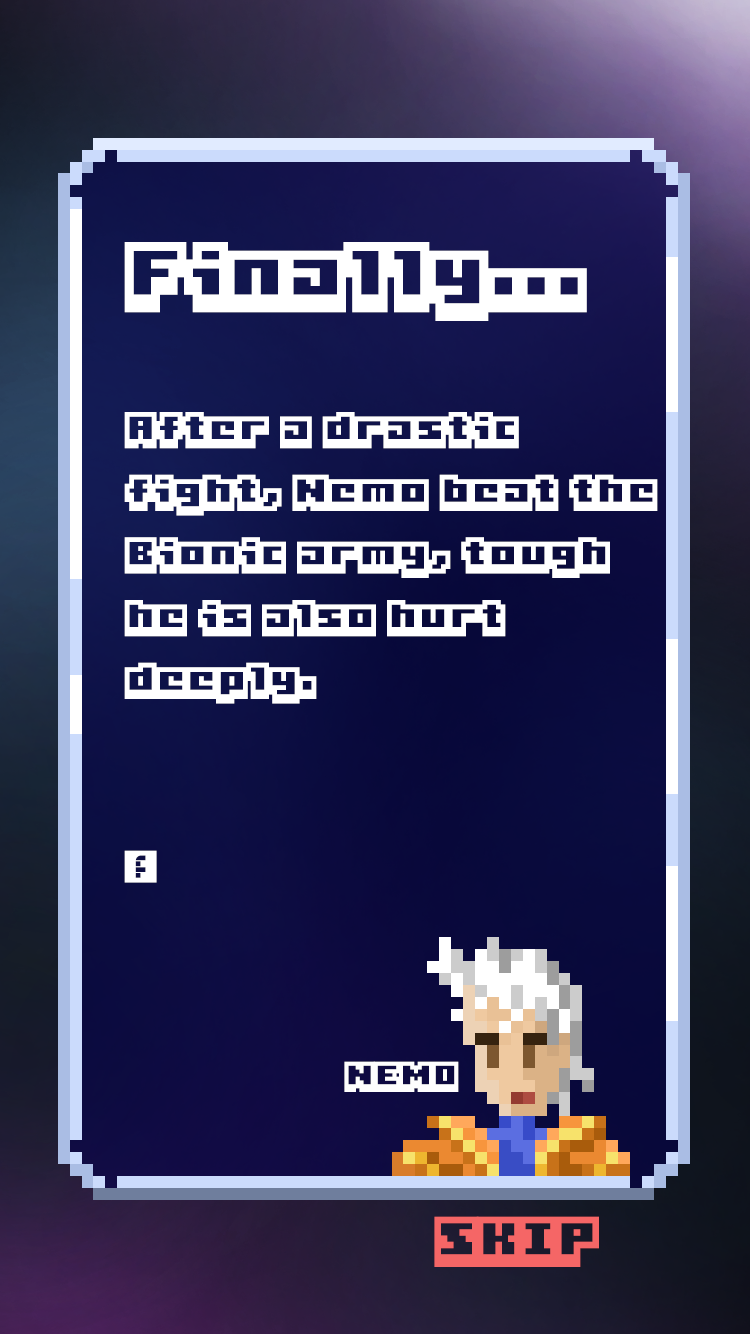 Finally...
After a drastic
fight, Nemo beat the
Bionic army, tough
he is also hurt
deeply.
NEMO
SKIP